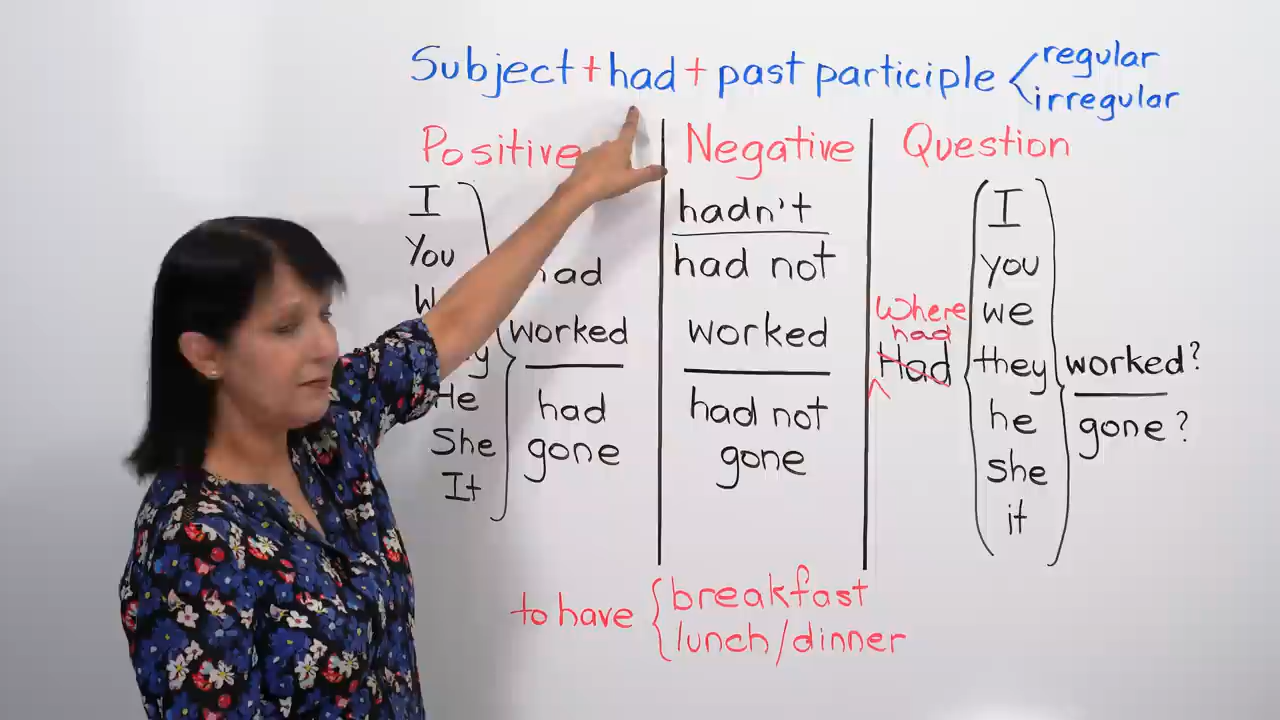 Subject + had + past participle
regular
irregular
Positive
I
You
He
She
It
had
worked
had
gone
Negative
hadn't
had not
worked
had not
gone
Question
Where
had
Had
I
you
we
they
he
she
it
worked?
gone?
to have
breakfast
lunch/dinner